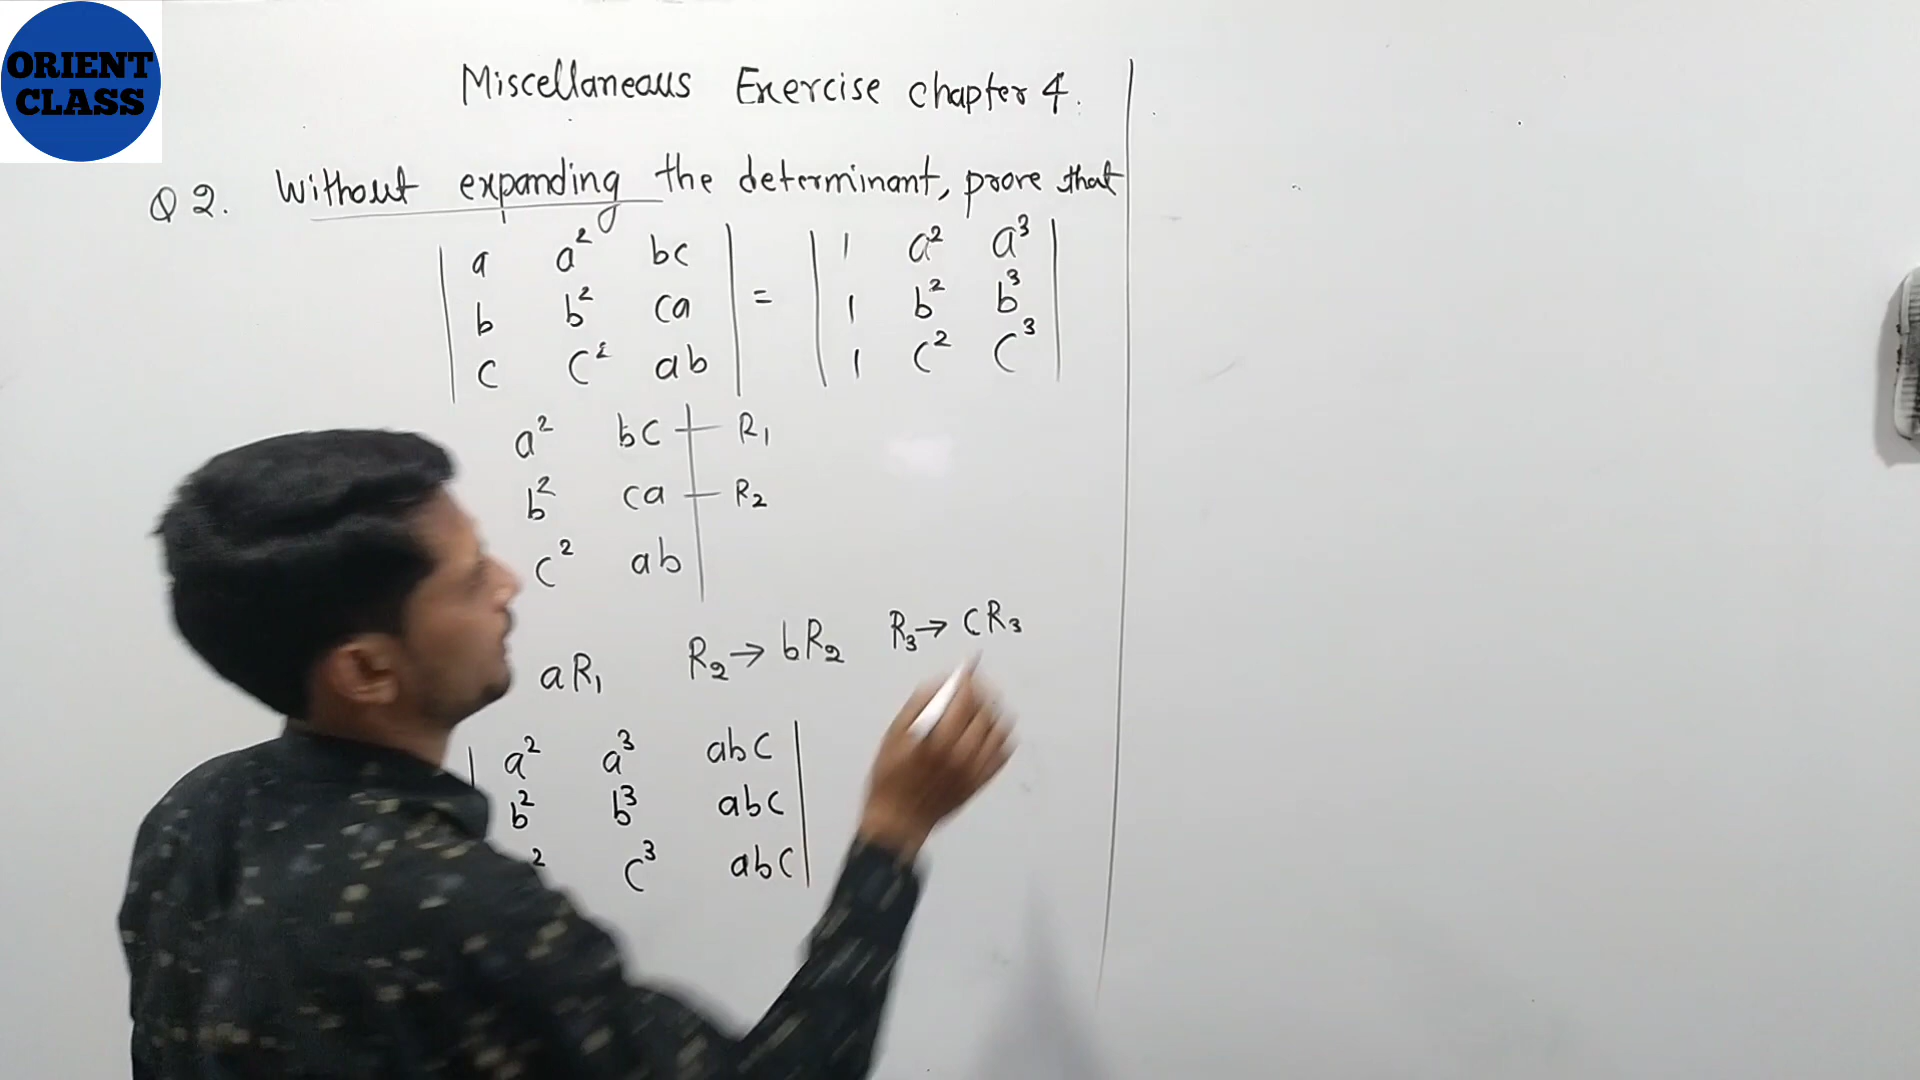 ORIENT
CLASS
Miscellaneous Exercise chapter 4.
Q 2. Without expanding the determinant, prove that
| a a² bc | = | 1 a² a³ |
| b b² ca | | 1 b² b³ |
| c c² ab | | 1 c² c³ |
a² bc | R₁
b² ca | R₂
c² ab |
aR₁ R₂→bR₂ R₃→cR₃
| a² a³ abc |
b² b³ abc |
² c³ abc |